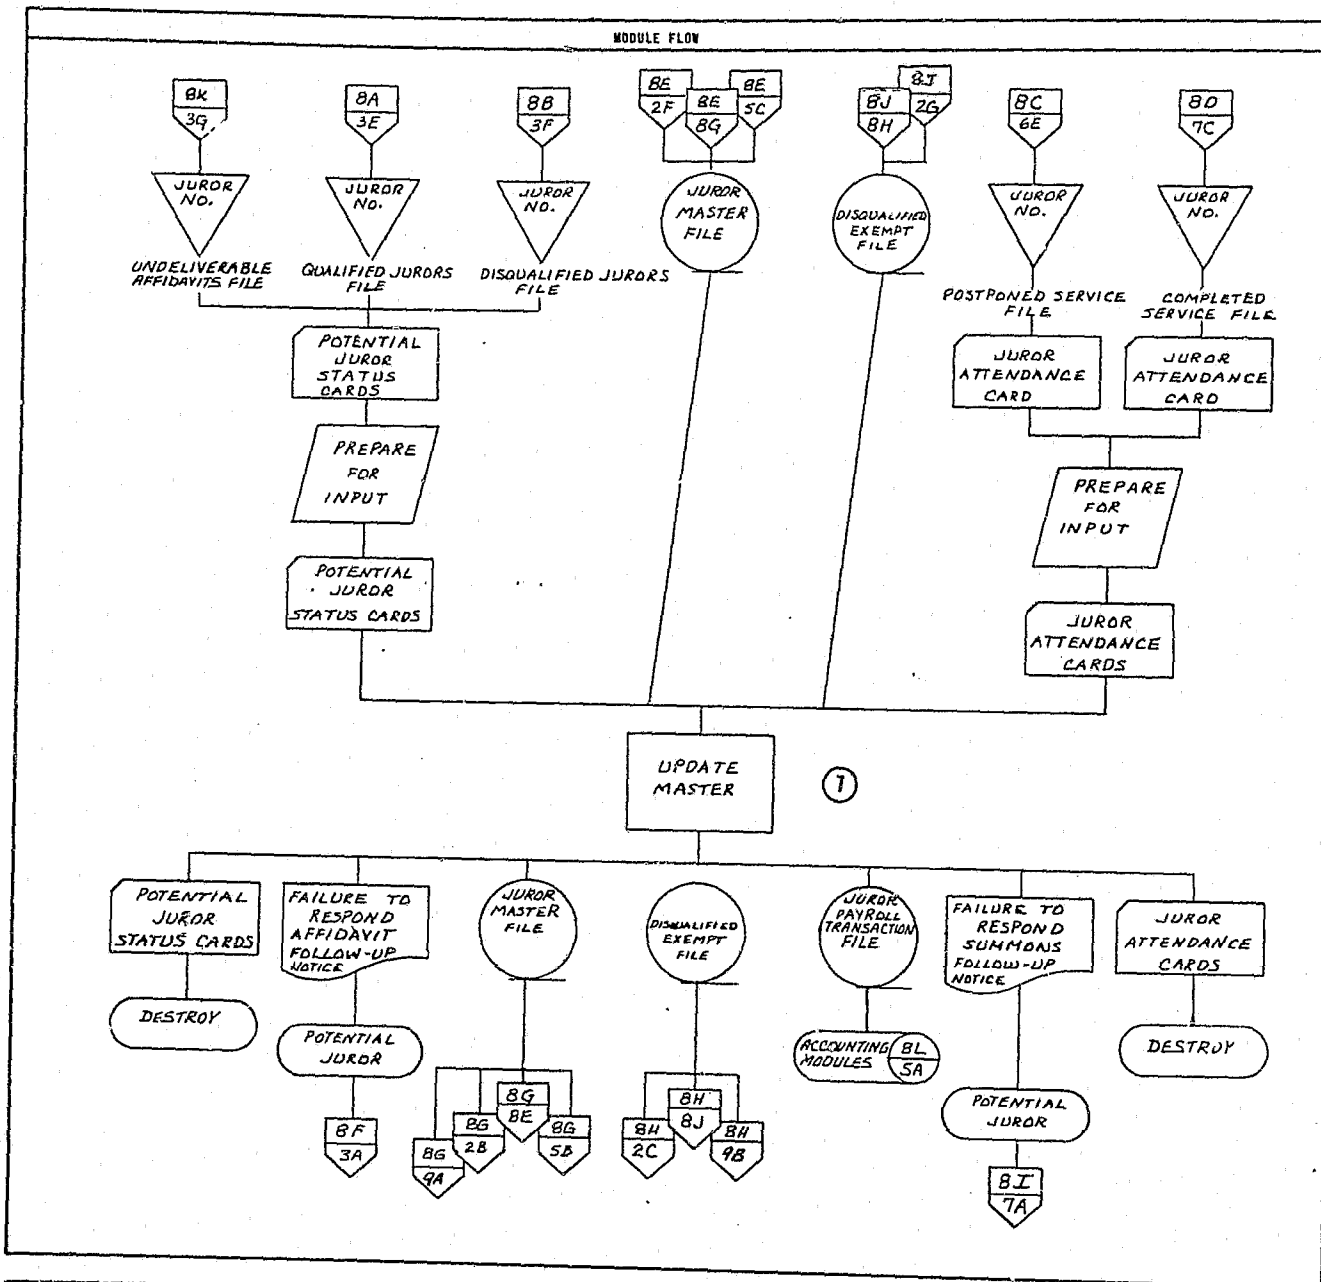 MODULE FLOW
8K
3G
8A
3E
8B
3F
8E
2F
8E
8G
8E
5C
8J
8H
8J
2G
8C
6E
8D
7C
JUROR
NO.
JUROR
NO.
JUROR
NO.
JUROR
MASTER
FILE
DISQUALIFIED
EXEMPT
FILE
JUROR
NO.
JUROR
NO.
UNDELIVERABLE
AFFIDAVITS FILE
QUALIFIED JURORS
FILE
DISQUALIFIED JURORS
FILE
POSTPONED SERVICE
FILE
COMPLETED
SERVICE FILE
POTENTIAL
JUROR
STATUS
CARDS
JUROR
ATTENDANCE
CARD
JUROR
ATTENDANCE
CARD
PREPARE
FOR
INPUT
PREPARE
FOR
INPUT
POTENTIAL
JUROR
STATUS CARDS
JUROR
ATTENDANCE
CARDS
UPDATE
MASTER
1
POTENTIAL
JUROR
STATUS CARDS
FAILURE TO
RESPOND
AFFIDAVIT
FOLLOW-UP
NOTICE
JUROR
MASTER
FILE
DISQUALIFIED
EXEMPT
FILE
JUROR
PAYROLL
TRANSACTION
FILE
FAILURE TO
RESPOND
SUMMONS
FOLLOW-UP
NOTICE
JUROR
ATTENDANCE
CARDS
DESTROY
POTENTIAL
JUROR
ACCOUNTING
MODULES
8L
5A
DESTROY
POTENTIAL
JUROR
8F
3A
8G
9A
8G
2B
8G
8E
8G
5B
8H
2C
8H
8J
8H
9B
8I
7A